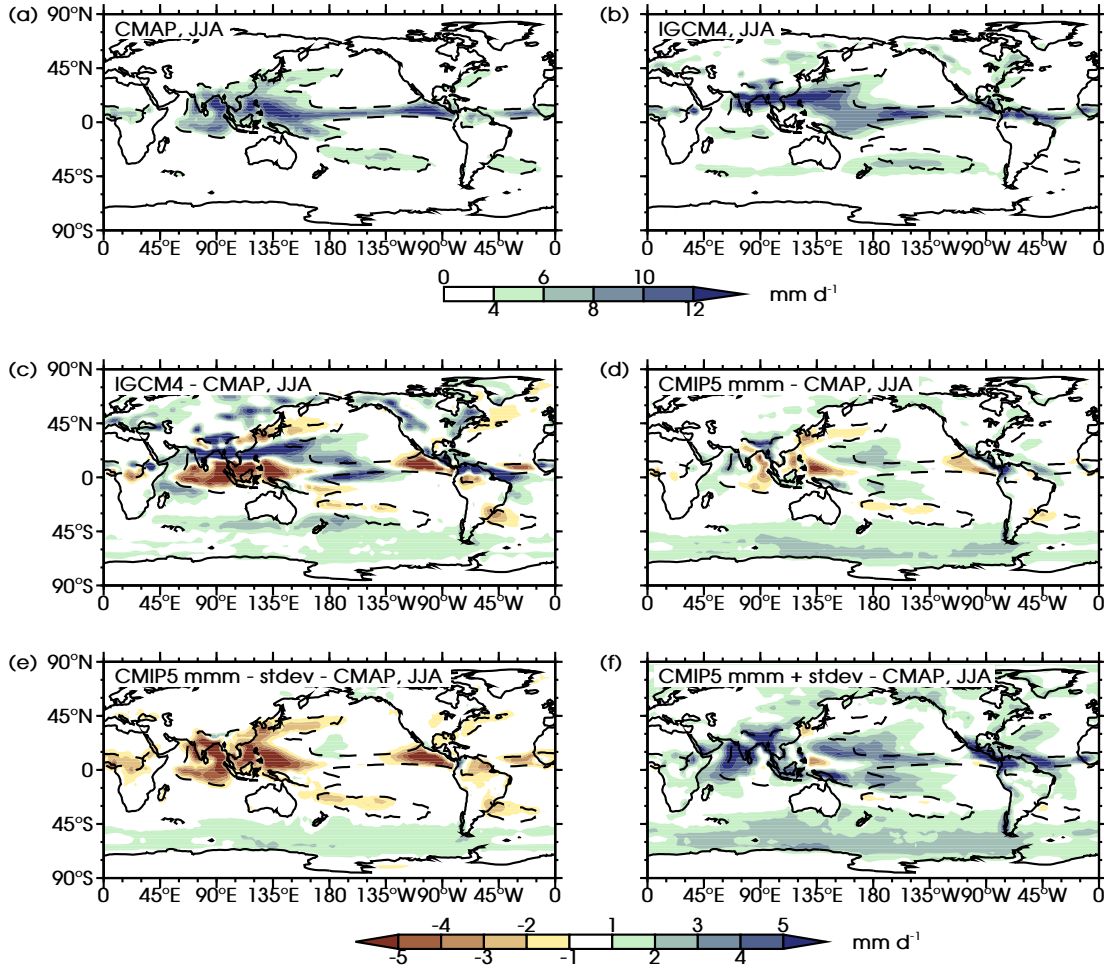 (a) CMAP, JJA
(b) IGCM4, JJA
90°N
45°N
0
45°S
90°S
0 45°E 90°E 135°E 180 135°W 90°W 45°W 0
0 45°E 90°E 135°E 180 135°W 90°W 45°W 0
0 6 10
4 8 12
mm d-1
(c) IGCM4 - CMAP, JJA
(d) CMIP5 mmm - CMAP, JJA
90°N
45°N
0
45°S
90°S
0 45°E 90°E 135°E 180 135°W 90°W 45°W 0
0 45°E 90°E 135°E 180 135°W 90°W 45°W 0
(e) CMIP5 mmm - stdev - CMAP, JJA
(f) CMIP5 mmm + stdev - CMAP, JJA
90°N
45°N
0
45°S
90°S
0 45°E 90°E 135°E 180 135°W 90°W 45°W 0
0 45°E 90°E 135°E 180 135°W 90°W 45°W 0
-4 -2 1 3 5
-5 -3 -1 2 4
mm d-1